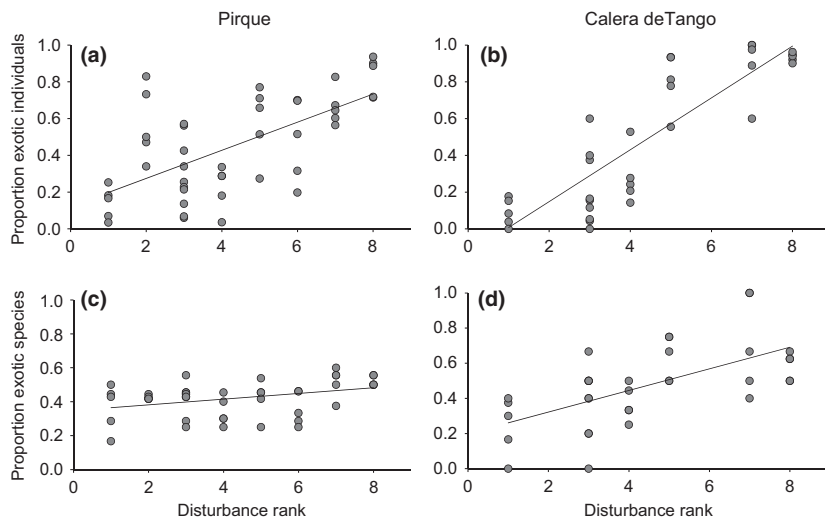 Pirque
Calera deTango
(a)
(b)
Proportion exotic individuals
1.0
0.8
0.6
0.4
0.2
0.0
0 2 4 6 8
1.0
0.8
0.6
0.4
0.2
0.0
0 2 4 6 8
(c)
(d)
Proportion exotic species
1.0
0.8
0.6
0.4
0.2
0.0
0 2 4 6 8
Disturbance rank
1.0
0.8
0.6
0.4
0.2
0.0
0 2 4 6 8
Disturbance rank